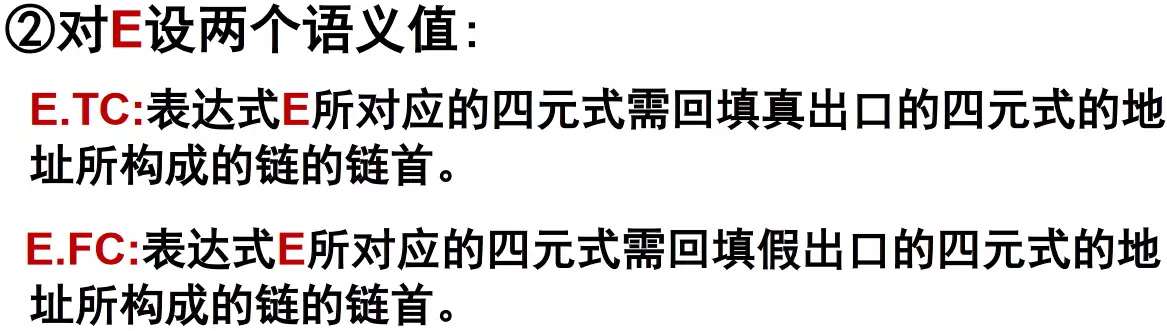 ②对E设两个语义值:
E.TC:表达式E所对应的四元式需回填真出口的四元式的地
址所构成的链的链首。
E.FC:表达式E所对应的四元式需回填假出口的四元式的地
址所构成的链的链首。